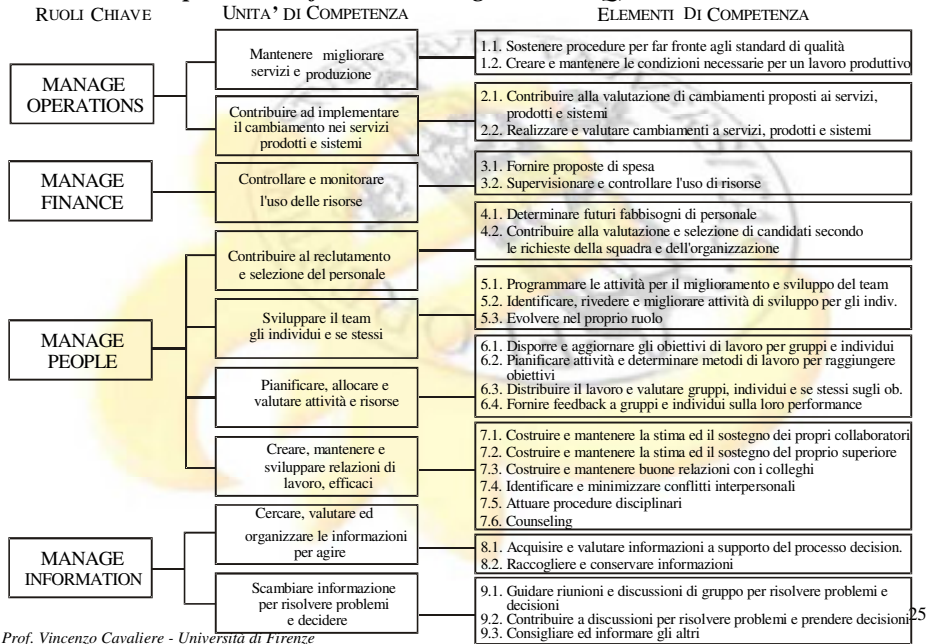 RUOLI CHIAVE
UNITA' DI COMPETENZA
ELEMENTI DI COMPETENZA
MANAGE
OPERATIONS
Mantenere migliorare
servizi e produzione
1.1. Sostenere procedure per far fronte agli standard di qualità
1.2. Creare e mantenere le condizioni necessarie per un lavoro produttivo
Contribuire ad implementare
il cambiamento nei servizi
prodotti e sistemi
2.1. Contribuire alla valutazione di cambiamenti proposti ai servizi,
prodotti e sistemi
2.2. Realizzare e valutare cambiamenti a servizi, prodotti e sistemi
MANAGE
FINANCE
Controllare e monitorare
l'uso delle risorse
3.1. Fornire proposte di spesa
3.2. Supervisionare e controllare l'uso di risorse
MANAGE
PEOPLE
Contribuire al reclutamento
e selezione del personale
4.1. Determinare futuri fabbisogni di personale
4.2. Contribuire alla valutazione e selezione di candidati secondo
le richieste della squadra e dell'organizzazione
Sviluppare il team
gli individui e se stessi
5.1. Programmare le attività per il miglioramento e sviluppo del team
5.2. Identificare, rivedere e migliorare attività di sviluppo per gli indiv.
5.3. Evolvere nel proprio ruolo
Pianificare, allocare e
valutare attività e risorse
6.1. Disporre e aggiornare gli obiettivi di lavoro per gruppi e individui
6.2. Pianificare attività e determinare metodi di lavoro per raggiungere
obiettivi
6.3. Distribuire il lavoro e valutare gruppi, individui e se stessi sugli ob.
6.4. Fornire feedback a gruppi e individui sulla loro performance
Creare, mantenere e
sviluppare relazioni di
lavoro, efficaci
7.1. Costruire e mantenere la stima ed il sostegno dei propri collaboratori
7.2. Costruire e mantenere la stima ed il sostegno del proprio superiore
7.3. Costruire e mantenere buone relazioni con i colleghi
7.4. Identificare e minimizzare conflitti interpersonali
7.5. Attuare procedure disciplinari
7.6. Counseling
MANAGE
INFORMATION
Cercare, valutare ed
organizzare le informazioni
per agire
8.1. Acquisire e valutare informazioni a supporto del processo decision.
8.2. Raccogliere e conservare informazioni
Scambiare informazione
per risolvere problemi
e decidere
9.1. Guidare riunioni e discussioni di gruppo per risolvere problemi e
decisioni
9.2. Contribuire a discussioni per risolvere problemi e prendere decisioni
9.3. Consigliare ed informare gli altri
25
Prof. Vincenzo Cavaliere - Università di Firenze